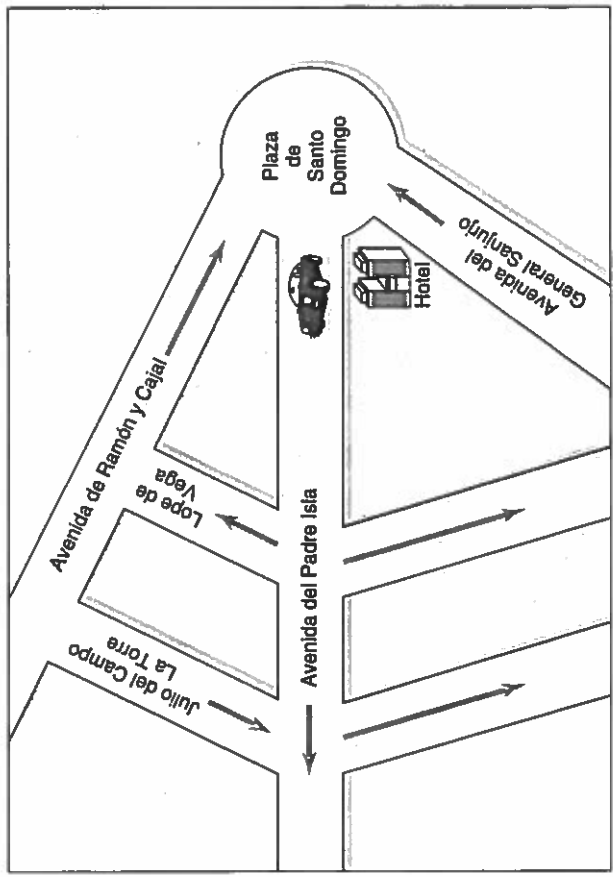 Avenida de Ramón y Cajal
Plaza
de
Santo
Domingo
Lope de
Vega
Julio del Campo
La Torre
Avenida del Padre Isla
Hotel
Avenida del
General Sanjurjo